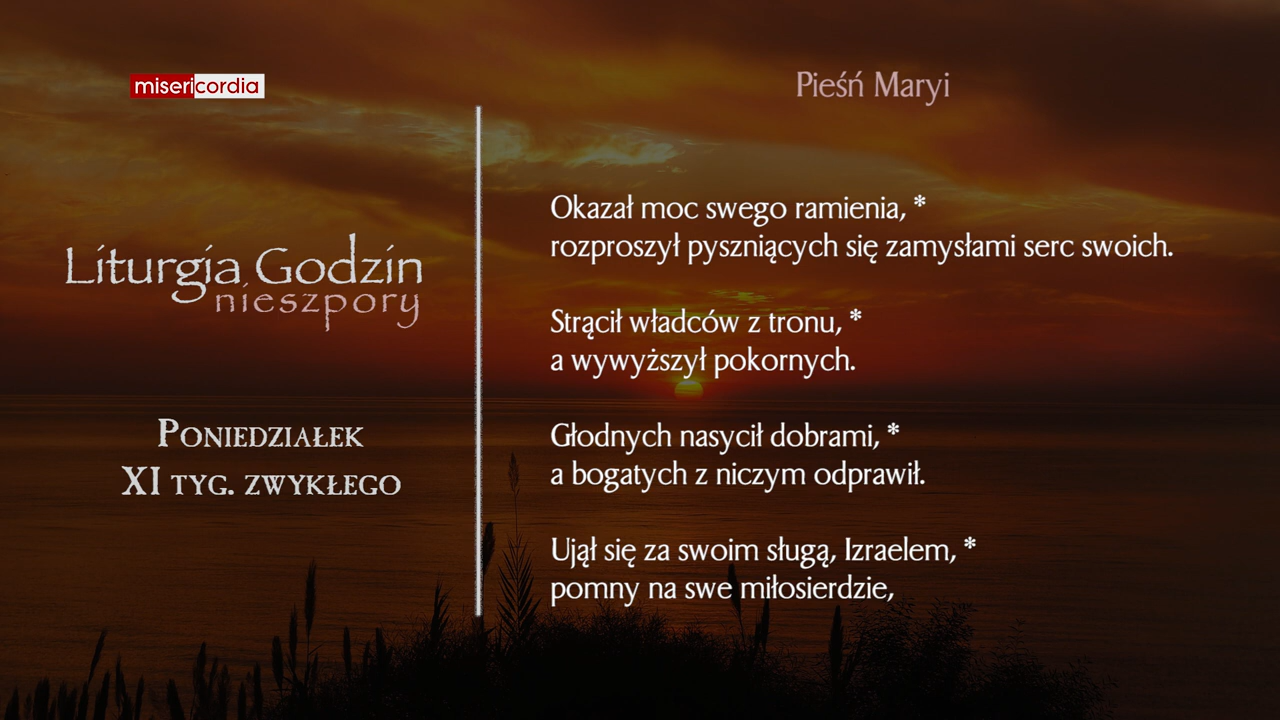 misericordia
Liturgia Godzin
nieszpory
Poniedziałek
XI tyg. zwykłego
Pieśń Maryi
Okazał moc swego ramienia, *
rozproszył pyszniących się zamysłami serc swoich.
Strącił władców z tronu, *
a wywyższył pokornych.
Głodnych nasycił dobrami, *
a bogatych z niczym odprawił.
Ujął się za swoim sługą, Izraelem, *
pomny na swe miłosierdzie,